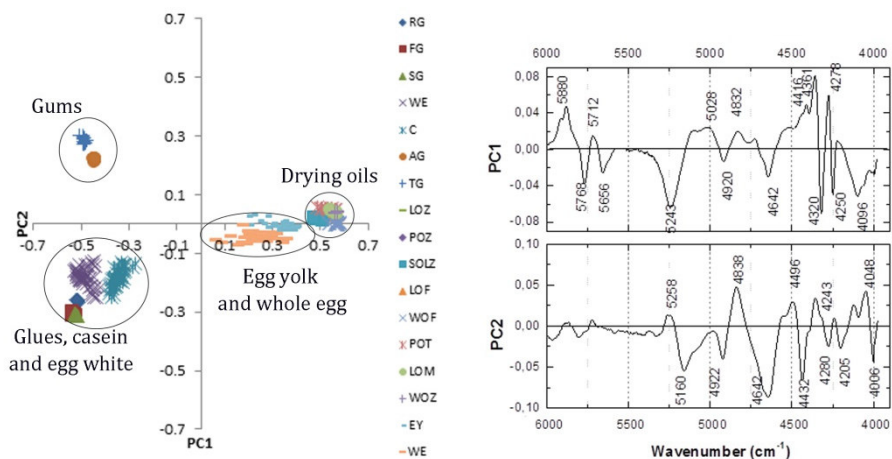 0.7
0.5
0.3
0.1
-0.1
-0.3
-0.5
-0.7
-0.7
-0.5
-0.3
-0.1
0.1
0.3
0.5
0.7
PC2
PC1
Gums
Drying oils
Egg yolk
and whole egg
Glues, casein
and egg white
RG
FG
SG
WE
C
AG
TG
LOZ
POZ
SOLZ
LOF
WOF
POT
LOM
WOZ
EY
WE
6000
5500
5000
4500
4000
0,08
0,04
0,00
-0,04
-0,08
PC1
5880
5712
5028
4832
4416
4361
4278
5768
5656
5243
4920
4642
4320
4250
4096
0,10
0,05
0,00
-0,05
-0,10
PC2
5258
4838
4496
4243
4048
5160
4922
4642
4432
4280
4205
4006
6000
5500
5000
4500
4000
Wavenumber (cm⁻¹)